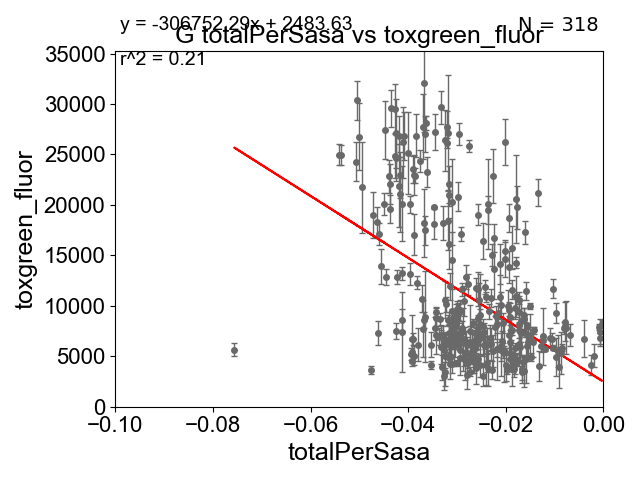 y = -306752.29x + 2483.63
N = 318
G totalPerSasa vs toxgreen_fluor
r^2 = 0.21
toxgreen_fluor
35000
30000
25000
20000
15000
10000
5000
0
−0.10 −0.08 −0.06 −0.04 −0.02 0.00
totalPerSasa